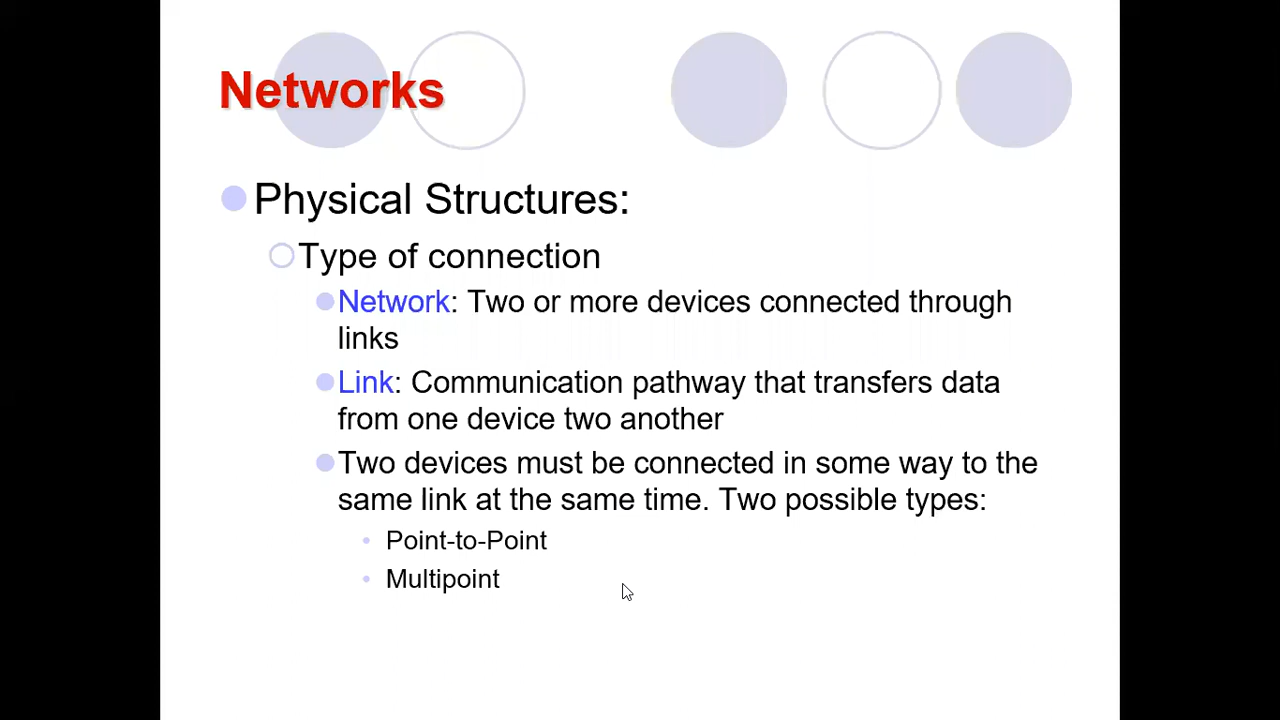 Networks
Physical Structures:
Type of connection
Network: Two or more devices connected through
links
Link: Communication pathway that transfers data
from one device two another
Two devices must be connected in some way to the
same link at the same time. Two possible types:
Point-to-Point
Multipoint